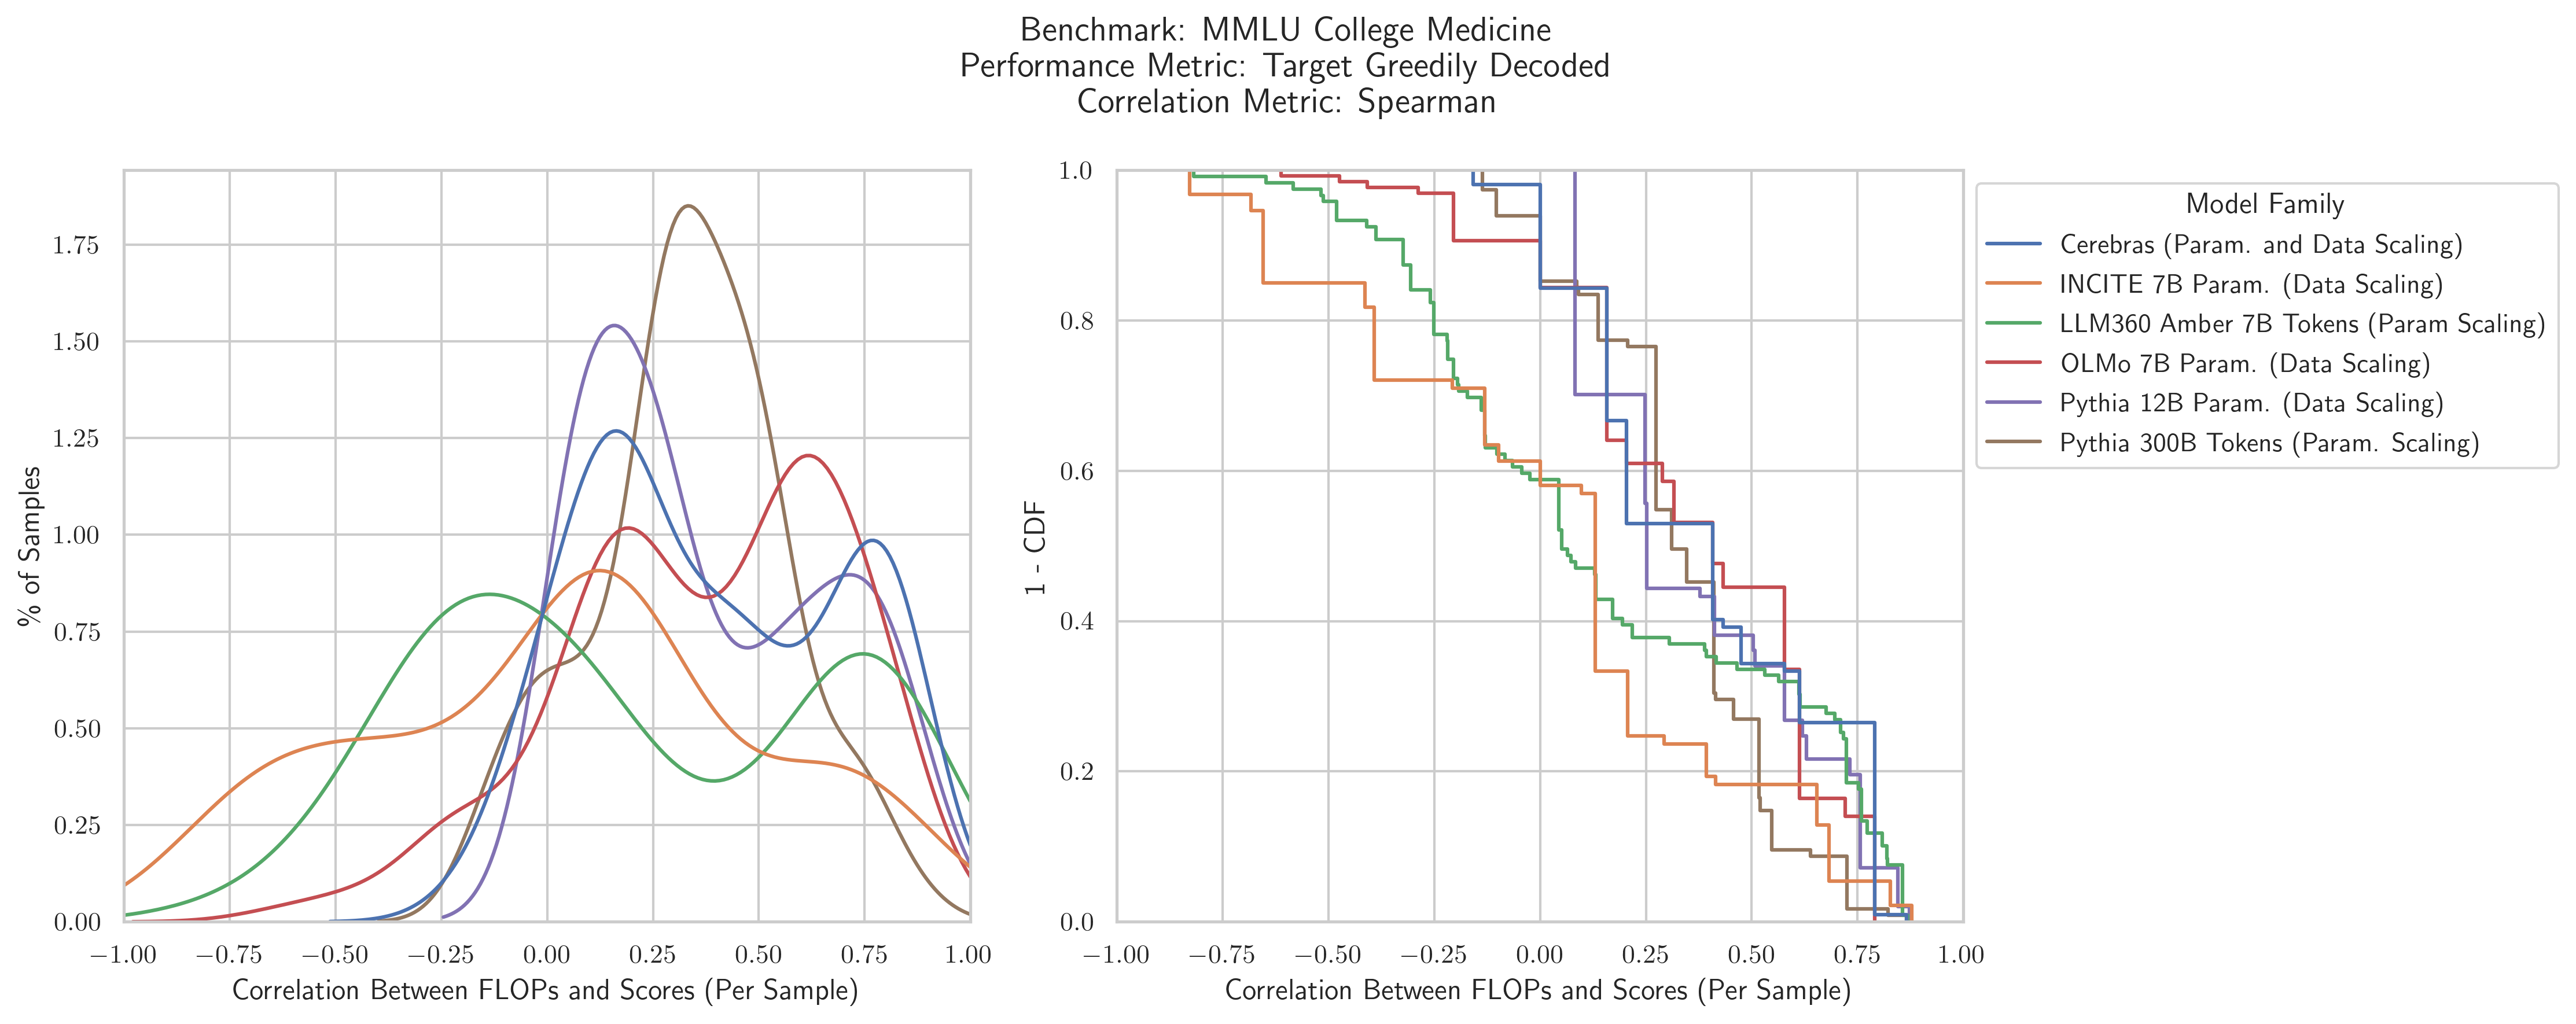 Benchmark: MMLU College Medicine
Performance Metric: Target Greedily Decoded
Correlation Metric: Spearman
% of Samples
1.75
1.50
1.25
1.00
0.75
0.50
0.25
0.00
−1.00 −0.75 −0.50 −0.25 0.00 0.25 0.50 0.75 1.00
Correlation Between FLOPs and Scores (Per Sample)
1 - CDF
1.0
0.8
0.6
0.4
0.2
0.0
−1.00 −0.75 −0.50 −0.25 0.00 0.25 0.50 0.75 1.00
Correlation Between FLOPs and Scores (Per Sample)
Model Family
Cerebras (Param. and Data Scaling)
INCITE 7B Param. (Data Scaling)
LLM360 Amber 7B Tokens (Param Scaling)
OLMo 7B Param. (Data Scaling)
Pythia 12B Param. (Data Scaling)
Pythia 300B Tokens (Param. Scaling)